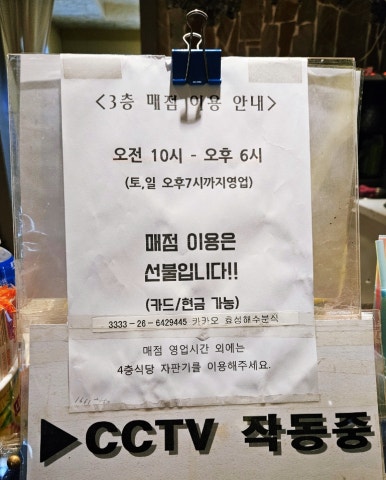 <3층 매점 이용 안내>
오전 10시 - 오후 6시
(토,일 오후7시까지영업)
매점 이용은
선불입니다!!
(카드/현금 가능)
3333-26-6429445 카카오 효성해수분식
매점 영업시간 외에는
4층식당 자판기를 이용해주세요.
▶CCTV 작동중